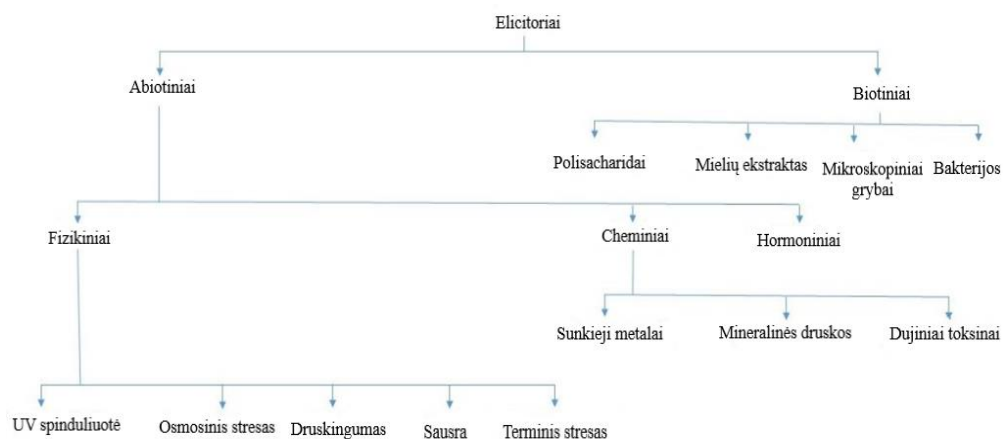 Elicitoriai
Abiotiniai
Biotiniai
Polisacharidai
Mielių ekstraktas
Mikroskopiniai
grybai
Bakterijos
Fizikiniai
Cheminiai
Hormoniniai
Sunkieji metalai
Mineralinės druskos
Dujiniai toksinai
UV spinduliuotė
Osmosinis stresas
Druskingumas
Sausra
Terminis stresas